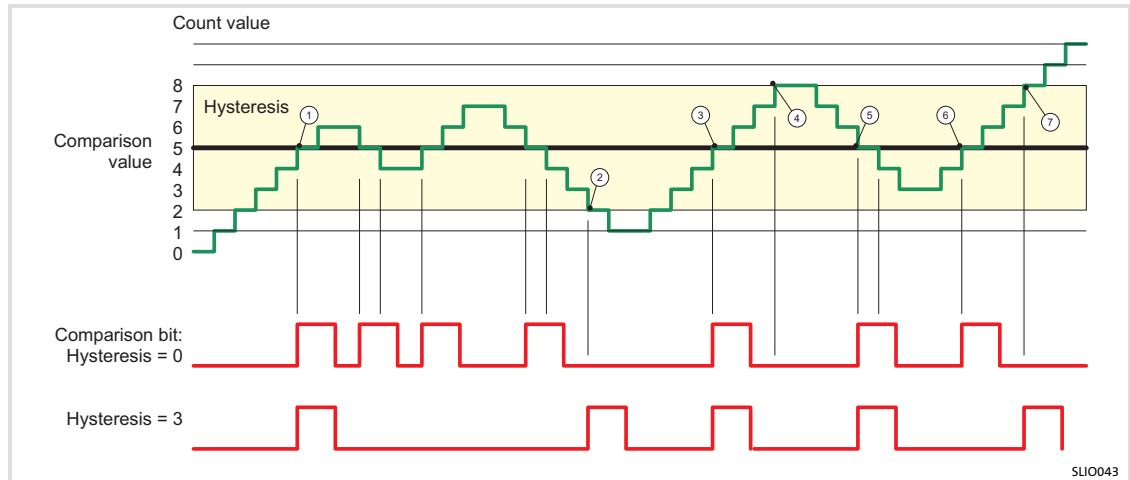 Count value
8
7
6
5
4
3
2
1
0
Hysteresis
Comparison
value
1
2
3
4
5
6
7
Comparison bit:
Hysteresis = 0
Hysteresis = 3
SLIO043